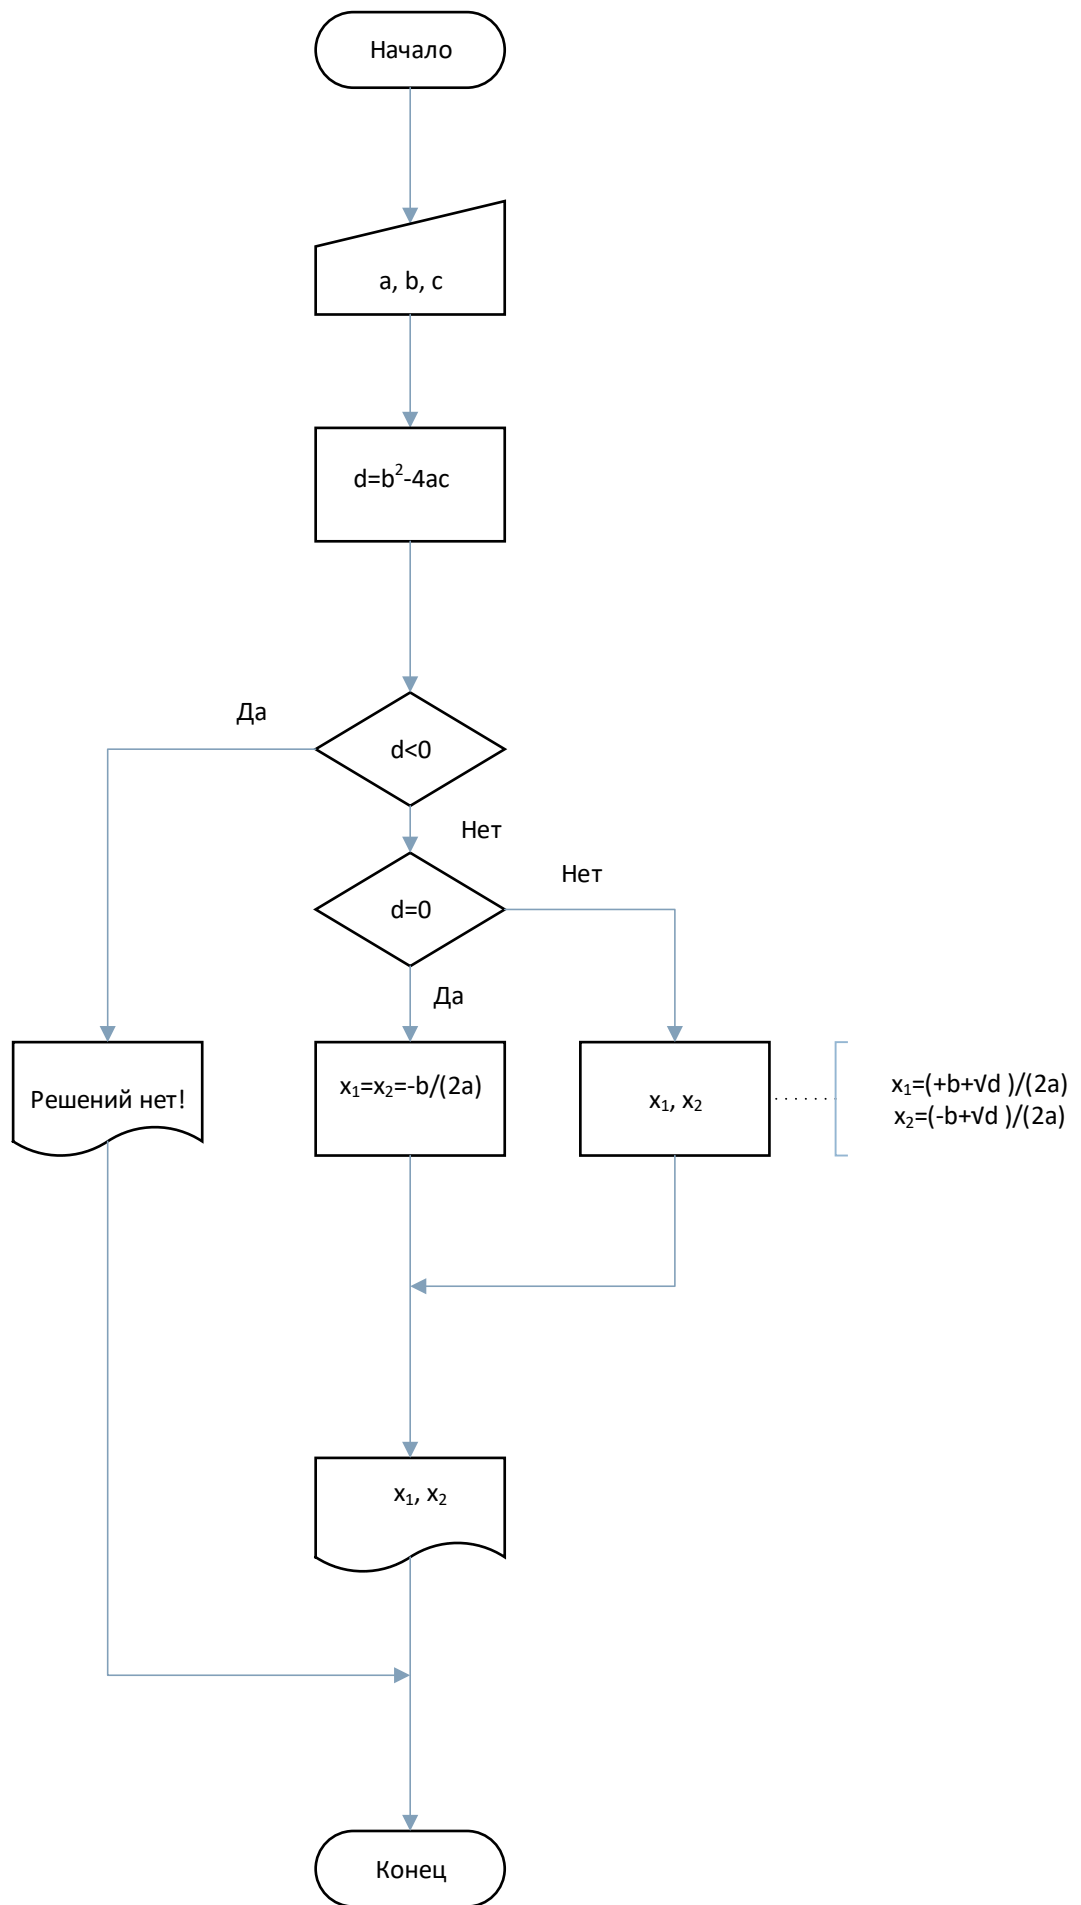 Начало
a, b, c
d=b²-4ac
Да
d<0
Нет
Нет
d=0
Да
Решений нет!
x₁=x₂=-b/(2a)
x₁, x₂
x₁=(+b+√d )/(2a)
x₂=(-b+√d )/(2a)
x₁, x₂
Конец